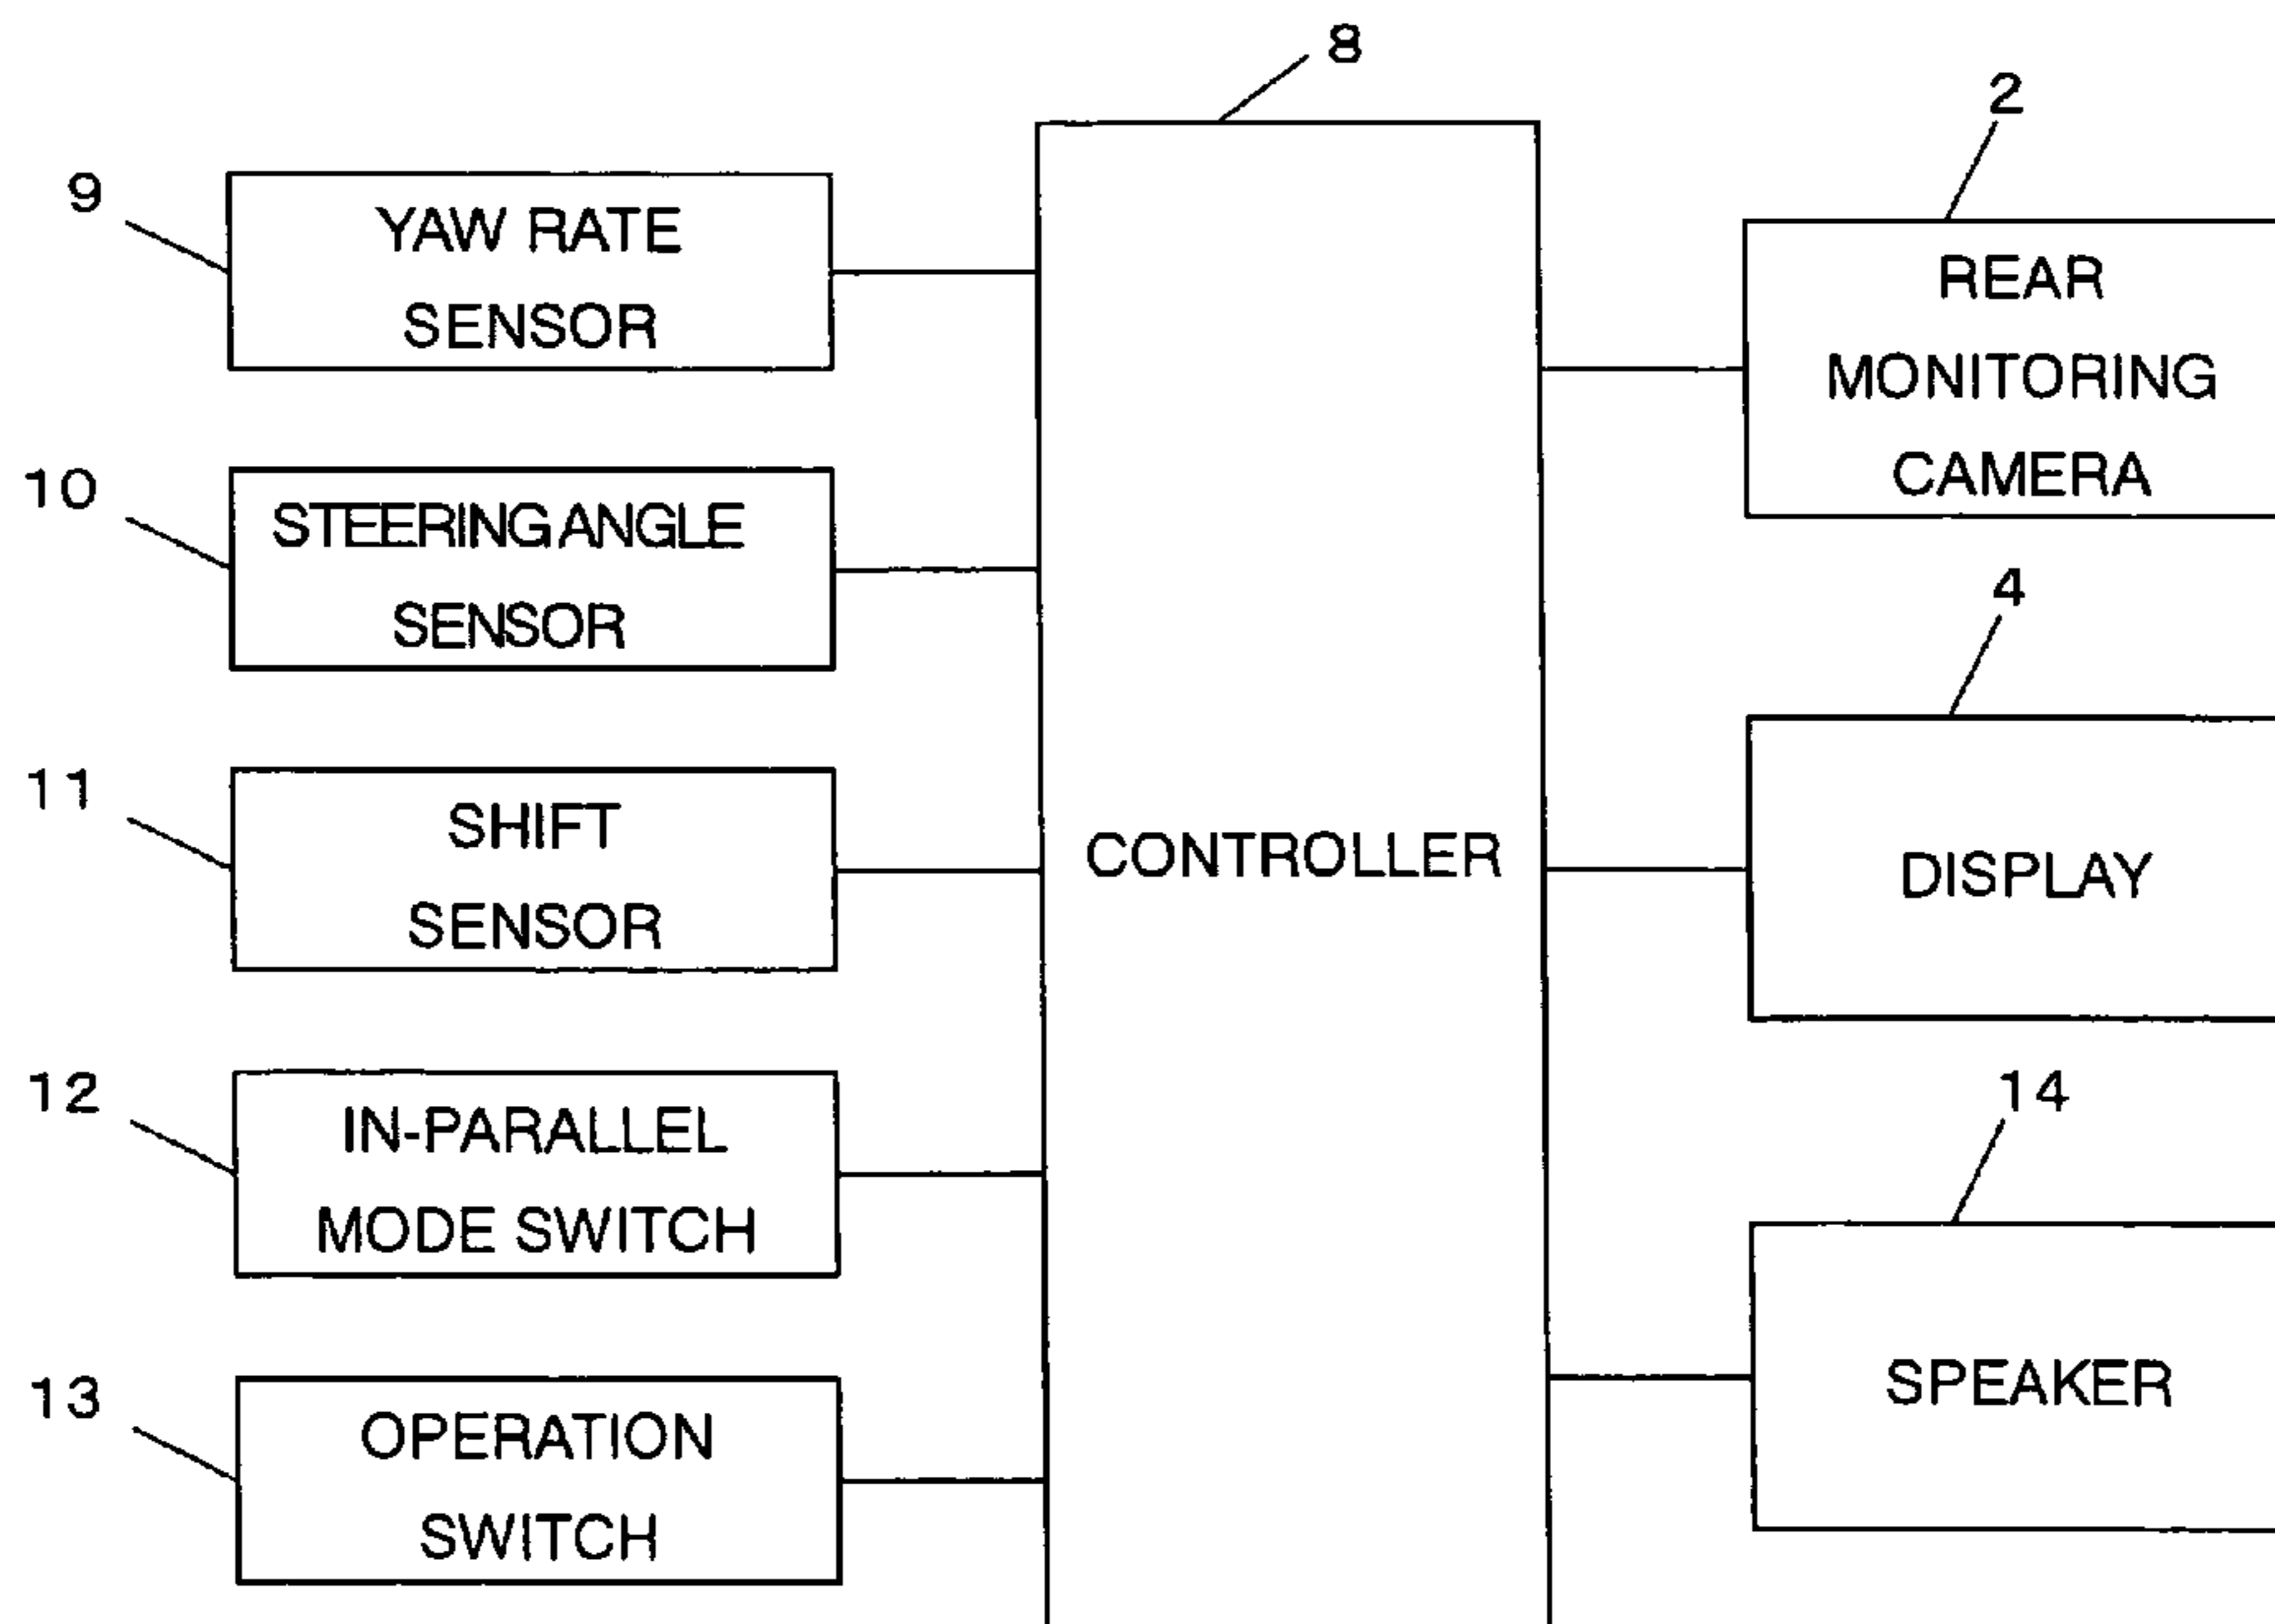 8
2
9
YAW RATE
SENSOR
REAR
MONITORING
CAMERA
10
STEERING ANGLE
SENSOR
4
11
SHIFT
SENSOR
CONTROLLER
DISPLAY
12
IN-PARALLEL
MODE SWITCH
14
13
OPERATION
SWITCH
SPEAKER